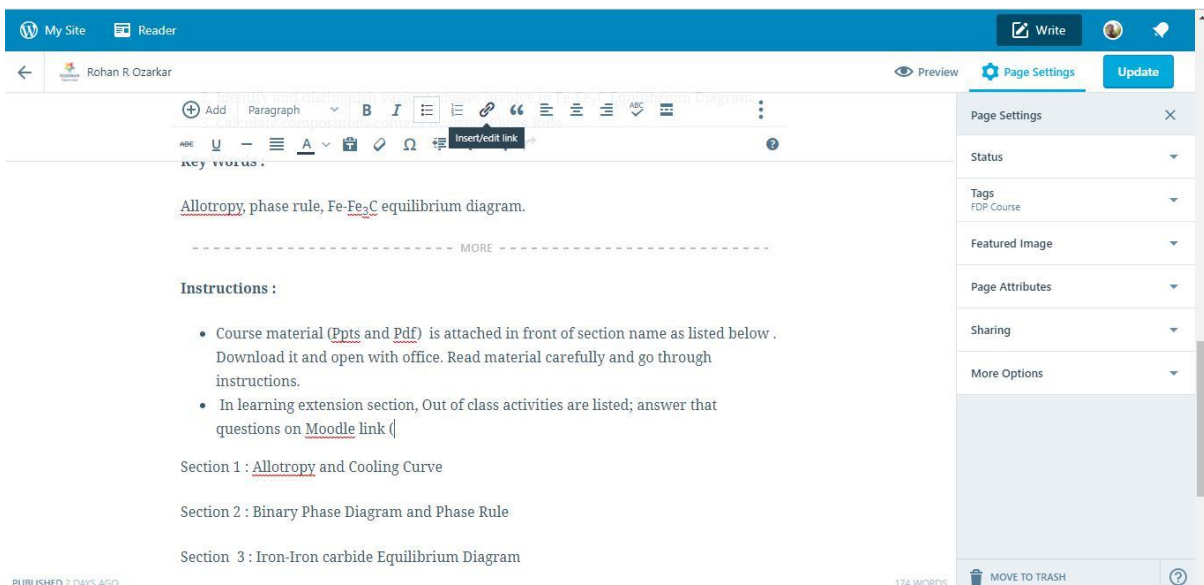 My Site Reader Write
Rohan R Ozarkar Preview Page Settings Update
Add Paragraph B I ABC
Insert/edit link
ABC U A Ω
Key Words :
Allotropy, phase rule, Fe-Fe₃C equilibrium diagram.
MORE
Instructions :
• Course material (Ppts and Pdf) is attached in front of section name as listed below .
Download it and open with office. Read material carefully and go through
instructions.
• In learning extension section, Out of class activities are listed; answer that
questions on Moodle link (
Section 1 : Allotropy and Cooling Curve
Section 2 : Binary Phase Diagram and Phase Rule
Section 3 : Iron-Iron carbide Equilibrium Diagram
PUBLISHED 2 DAYS AGO 174 WORDS
Page Settings
Status
Tags
FDP Course
Featured Image
Page Attributes
Sharing
More Options
MOVE TO TRASH